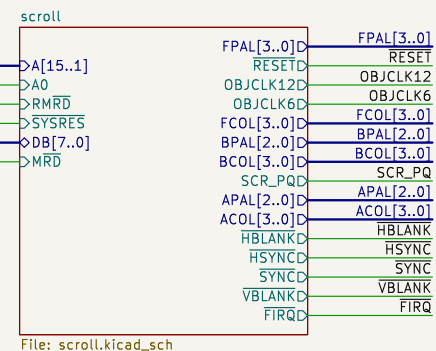 scroll
FPAL[3..0] FPAL[3..0]
A[15..1] RESET RESET
A0 OBJCLK12 OBJCLK12
RMRD OBJCLK6 OBJCLK6
SYSRES FCOL[3..0] FCOL[3..0]
DB[7..0] BPAL[2..0] BPAL[2..0]
MRD BCOL[3..0] BCOL[3..0]
SCR_PQ SCR_PQ
APAL[2..0] APAL[2..0]
ACOL[3..0] ACOL[3..0]
HBLANK HBLANK
HSYNC HSYNC
SYNC SYNC
VBLANK VBLANK
FIRQ FIRQ
File: scroll.kicad_sch